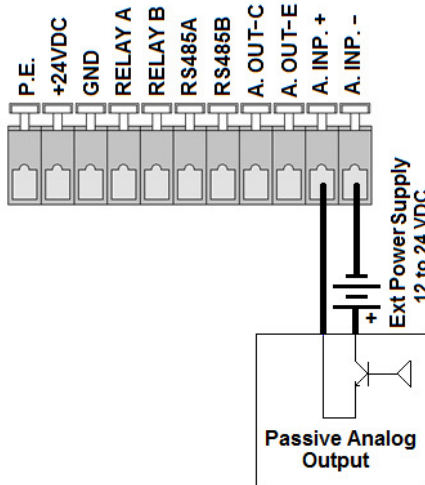 P.E.
+24VDC
GND
RELAY A
RELAY B
RS485A
RS485B
A. OUT-C
A. OUT-E
A. INP. +
A. INP. -
Ext Power Supply
12 to 24 VDC
+
Passive Analog
Output